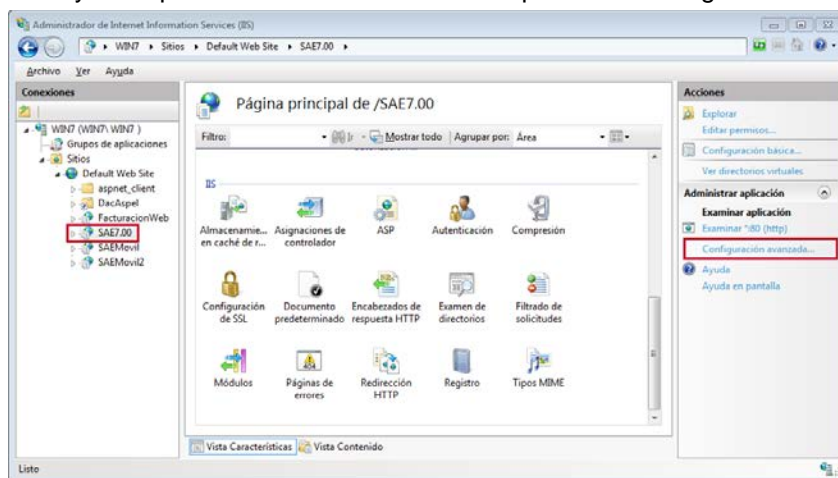 Administrador de Internet Information Services (IIS)
WIN7 ▸ Sitios ▸ Default Web Site ▸ SAE7.00 ▸
Archivo Ver Ayuda
Conexiones
WIN7 (WIN7\ WIN7 )
Grupos de aplicaciones
Sitios
Default Web Site
aspnet_client
DacAspel
FacturacionWeb
SAE7.00
SAEMovil
SAEMovil2
Página principal de /SAE7.00
Filtro: Mostrar todo Agrupar por: Área
IIS
Almacenamie... Asignaciones de ASP Autenticación Compresión
en caché de r... controlador
Configuración Documento Encabezados de Examen de Filtrado de
de SSL predeterminado respuesta HTTP directorios solicitudes
Módulos Páginas de Redirección Registro Tipos MIME
errores HTTP
Vista Características Vista Contenido
Acciones
Explorar
Editar permisos...
Configuración básica...
Ver directorios virtuales
Administrar aplicación
Examinar aplicación
Examinar *:80 (http)
Configuración avanzada...
Ayuda
Ayuda en pantalla
Listo